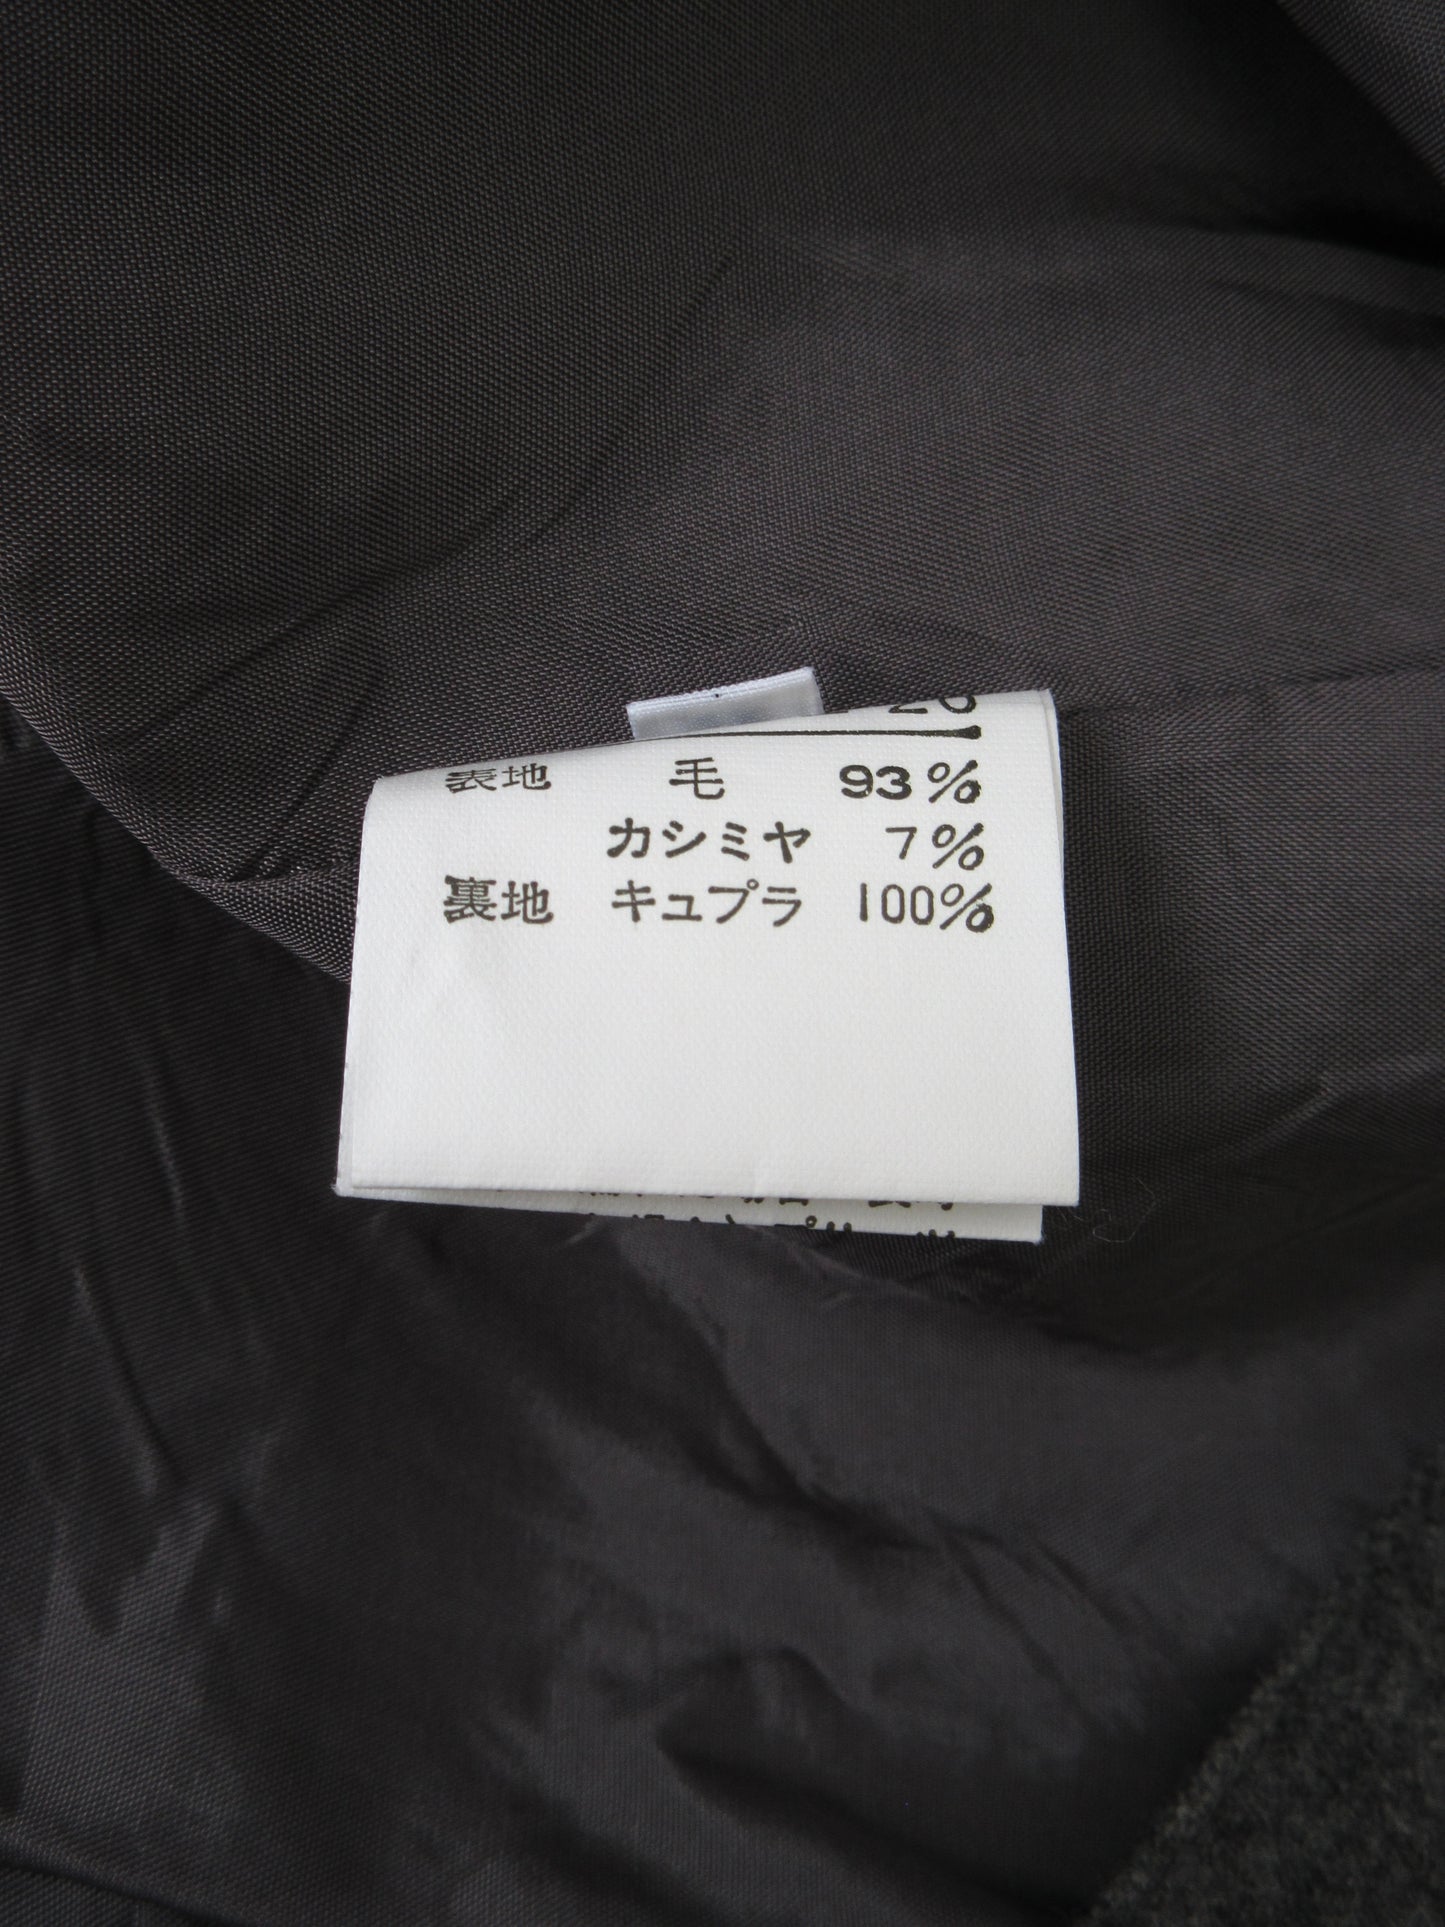 表地 毛 93%
カシミヤ 7%
裏地 キュプラ 100%